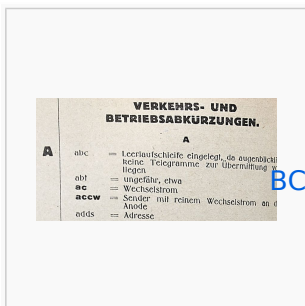 VERKEHRS- UND
BETRIEBSABKÜRZUNGEN.
A
A abc = Leerlaufschleife eingelegt, da augenblickli
keine Telegramme zur Übermittlung
liegen
abt = ungefähr, etwa
ac = Wechselstrom
accw = Sender mit reinem Wechselstrom an
Anode
adds = Adresse
BC